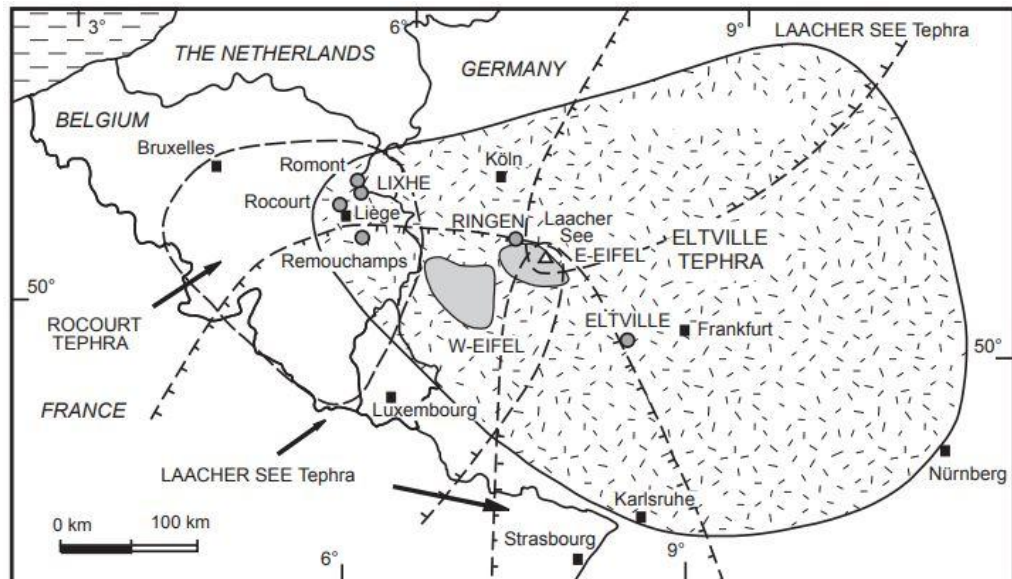 3°
6°
9°
LAACHER SEE Tephra
THE NETHERLANDS
GERMANY
BELGIUM
Bruxelles
Romont
LIXHE
Köln
Rocourt
Liège
RINGEN
Laacher
See
E-EIFEL
ELTVILLE
TEPHRA
Remouchamps
50°
ROCOURT
TEPHRA
W-EIFEL
ELTVILLE
Frankfurt
50°
FRANCE
Luxembourg
LAACHER SEE Tephra
Nürnberg
Karlsruhe
0 km
100 km
Strasbourg
6°
9°